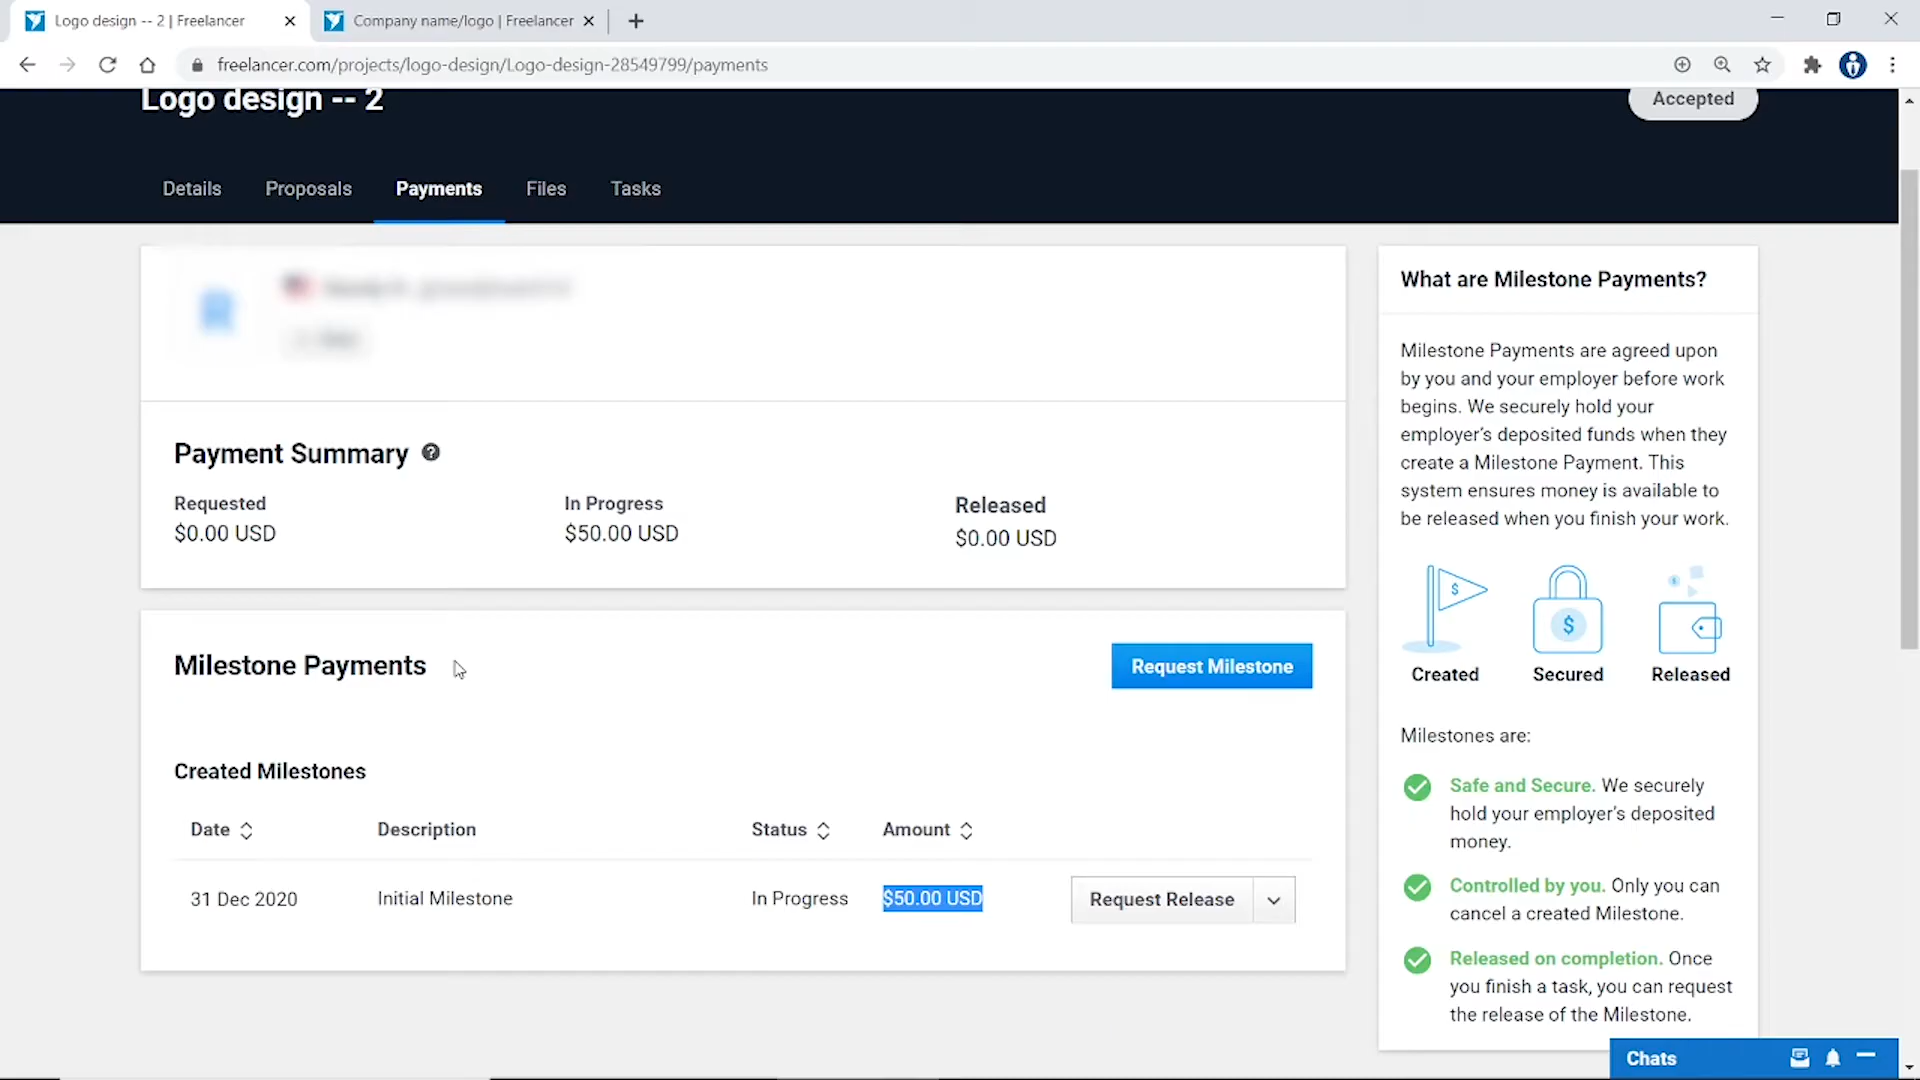 Logo design -- 2 | Freelancer
Company name/logo | Freelancer
freelancer.com/projects/logo-design/Logo-design-28549799/payments
Logo design -- 2
Accepted
Details
Proposals
Payments
Files
Tasks
Payment Summary
Requested
In Progress
Released
$0.00 USD
$50.00 USD
$0.00 USD
Milestone Payments
Request Milestone
Created Milestones
Date
Description
Status
Amount
31 Dec 2020
Initial Milestone
In Progress
$50.00 USD
Request Release
What are Milestone Payments?
Milestone Payments are agreed upon
by you and your employer before work
begins. We securely hold your
employer's deposited funds when they
create a Milestone Payment. This
system ensures money is available to
be released when you finish your work.
Created
Secured
Released
Milestones are:
Safe and Secure. We securely
hold your employer's deposited
money.
Controlled by you. Only you can
cancel a created Milestone.
Released on completion. Once
you finish a task, you can request
the release of the Milestone.
Chats